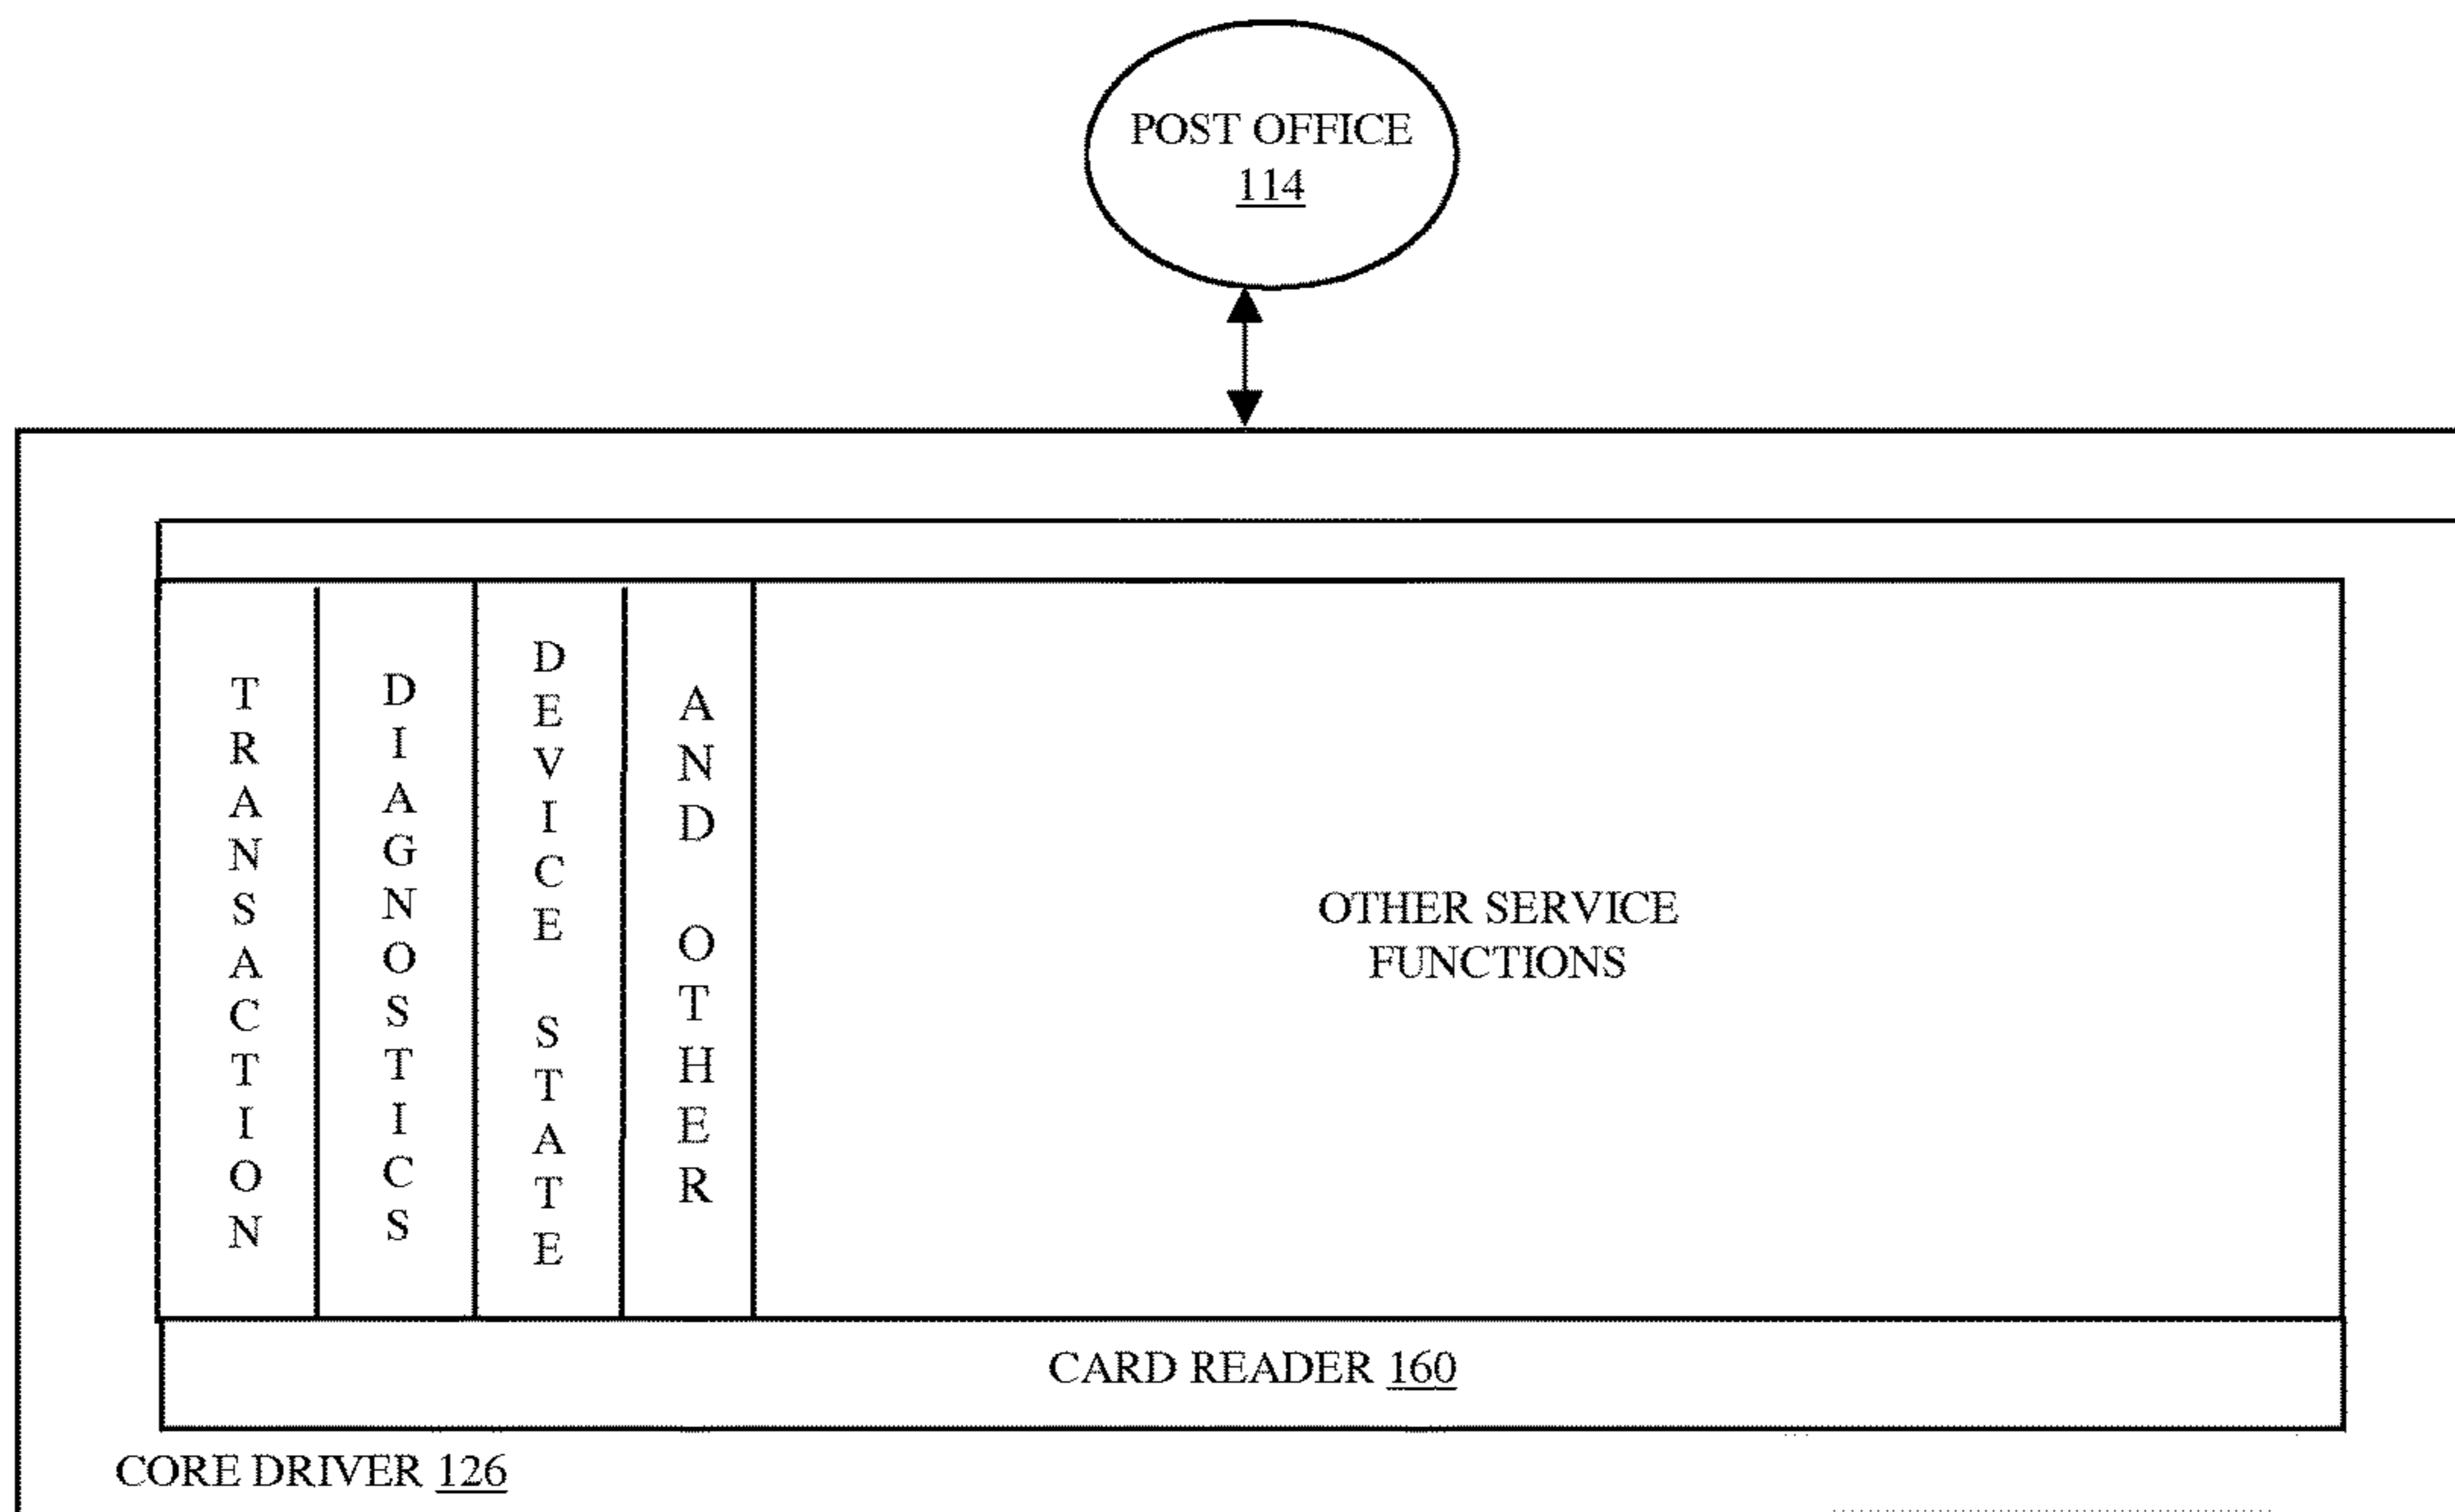 POST OFFICE
114
TRANSACTION
DIAGNOSTICS
DEVICE STATE
AND OTHER
OTHER SERVICE
FUNCTIONS
CARD READER 160
CORE DRIVER 126